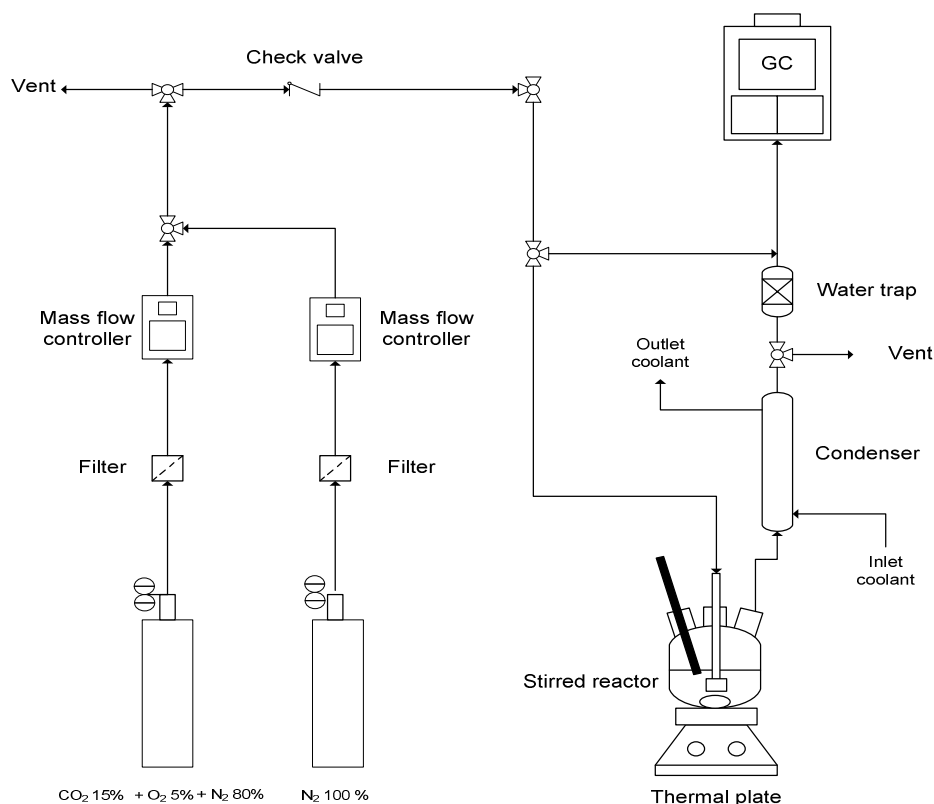 Check valve
Vent
GC
Mass flow
controller
Mass flow
controller
Water trap
Outlet
coolant
Vent
Filter
Filter
Condenser
Inlet
coolant
Stirred reactor
CO₂ 15% + O₂ 5% + N₂ 80%
N₂ 100 %
Thermal plate